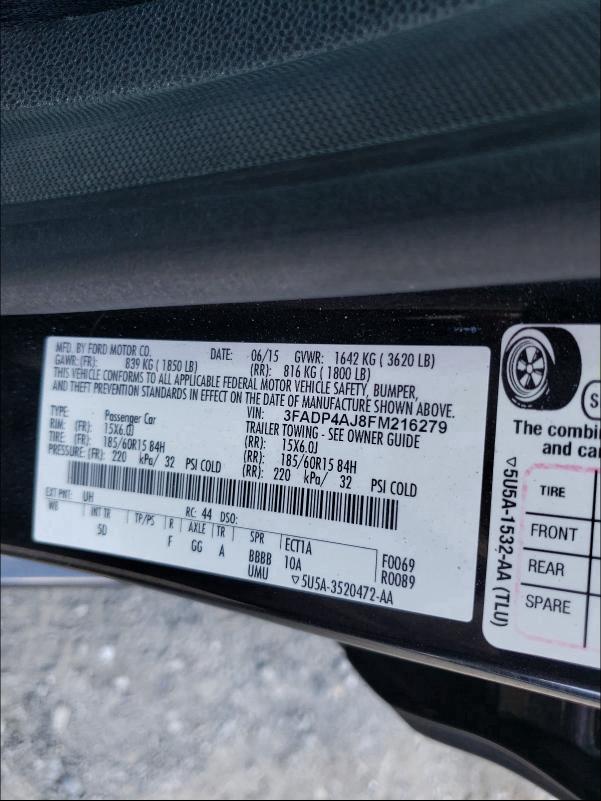 MFD. BY FORD MOTOR CO.
DATE: 06/15 GVWR: 1642 KG ( 3620 LB)
GAWR: (FR): 839 KG ( 1850 LB) (RR): 816 KG ( 1800 LB)
THIS VEHICLE CONFORMS TO ALL APPLICABLE FEDERAL MOTOR VEHICLE SAFETY, BUMPER,
AND THEFT PREVENTION STANDARDS IN EFFECT ON THE DATE OF MANUFACTURE SHOWN ABOVE.
VIN: 3FADP4AJ8FM216279
TYPE: Passenger Car TRAILER TOWING - SEE OWNER GUIDE
RIM: (FR): 15X6.0J (RR): 15X6.0J
TIRE: (FR): 185/60R15 84H (RR): 185/60R15 84H
PRESSURE: (FR): 220 kPa/ 32 PSI COLD (RR): 220 kPa/ 32 PSI COLD
EXT PNT: UH RC: 44 DSO:
WB INT TR TP/PS R AXLE TR SPR ECT1A F0069
5D F GG A BBBB 10A R0089
UMU ▽5U5A-3520472-AA
The combin
and car
TIRE
FRONT
REAR
SPARE
▽5U5A-1532-AA (TLU)